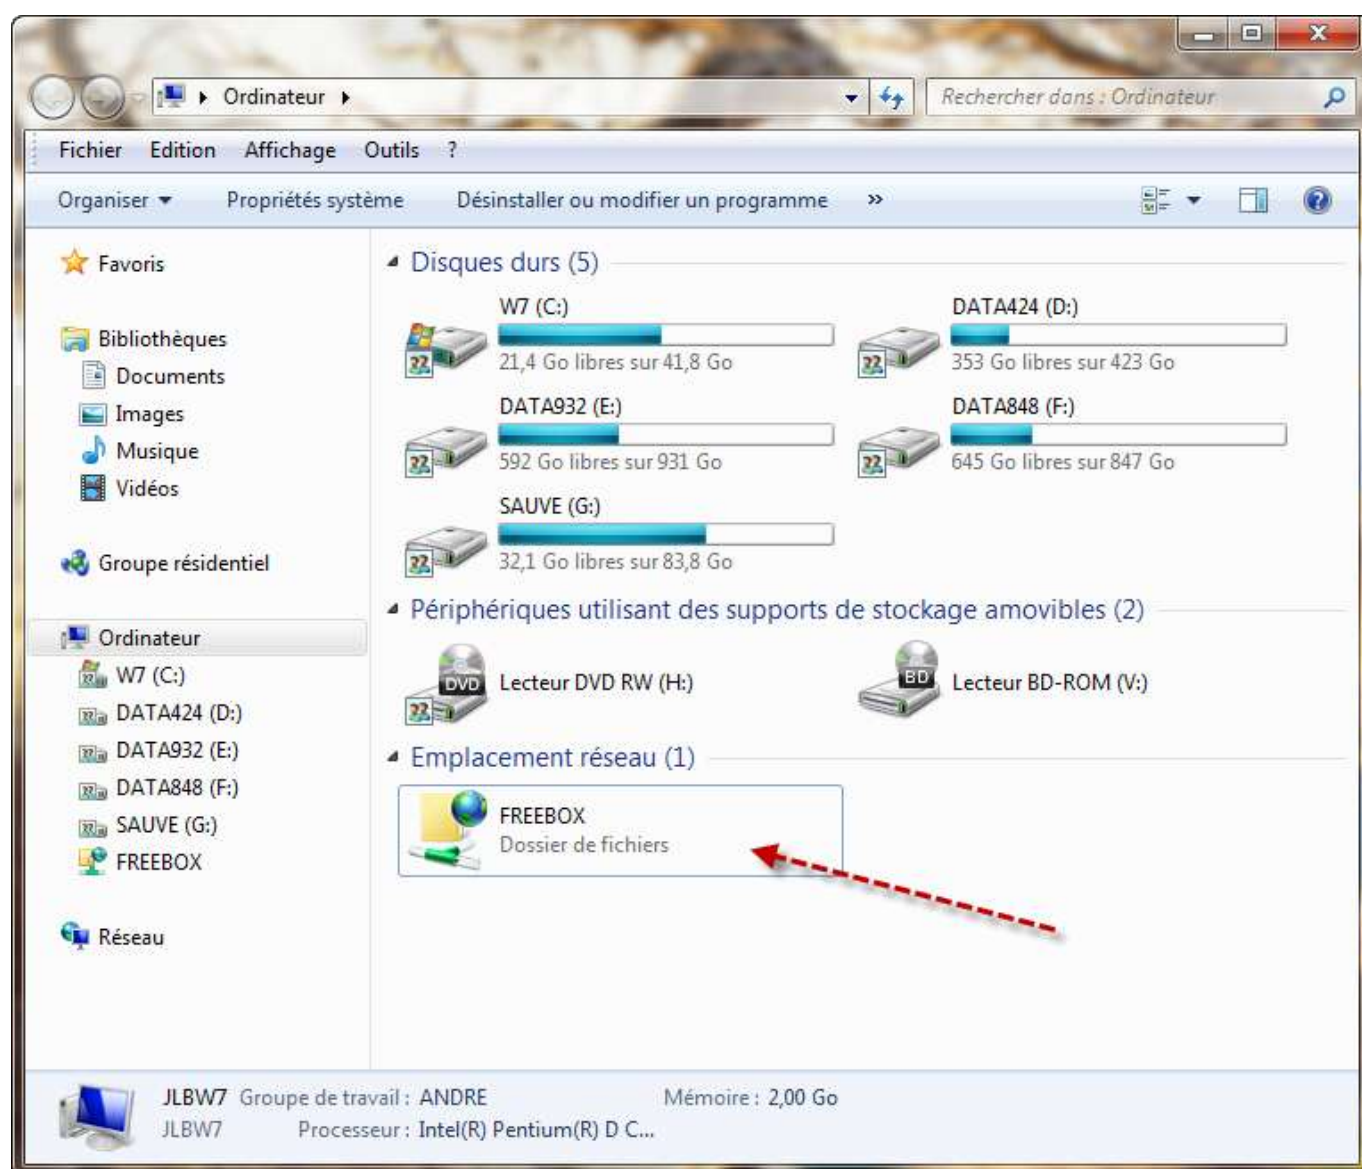 Ordinateur
Rechercher dans : Ordinateur
Fichier Edition Affichage Outils ?
Organiser Propriétés système Désinstaller ou modifier un programme »
Favoris
Bibliothèques
Documents
Images
Musique
Vidéos
Groupe résidentiel
Ordinateur
W7 (C:)
DATA424 (D:)
DATA932 (E:)
DATA848 (F:)
SAUVE (G:)
FREEBOX
Réseau
Disques durs (5)
W7 (C:)
21,4 Go libres sur 41,8 Go
DATA424 (D:)
353 Go libres sur 423 Go
DATA932 (E:)
592 Go libres sur 931 Go
DATA848 (F:)
645 Go libres sur 847 Go
SAUVE (G:)
32,1 Go libres sur 83,8 Go
Périphériques utilisant des supports de stockage amovibles (2)
DVD
Lecteur DVD RW (H:)
BD
Lecteur BD-ROM (V:)
Emplacement réseau (1)
FREEBOX
Dossier de fichiers
JLBW7 Groupe de travail : ANDRE Mémoire : 2,00 Go
JLBW7 Processeur : Intel(R) Pentium(R) D C...